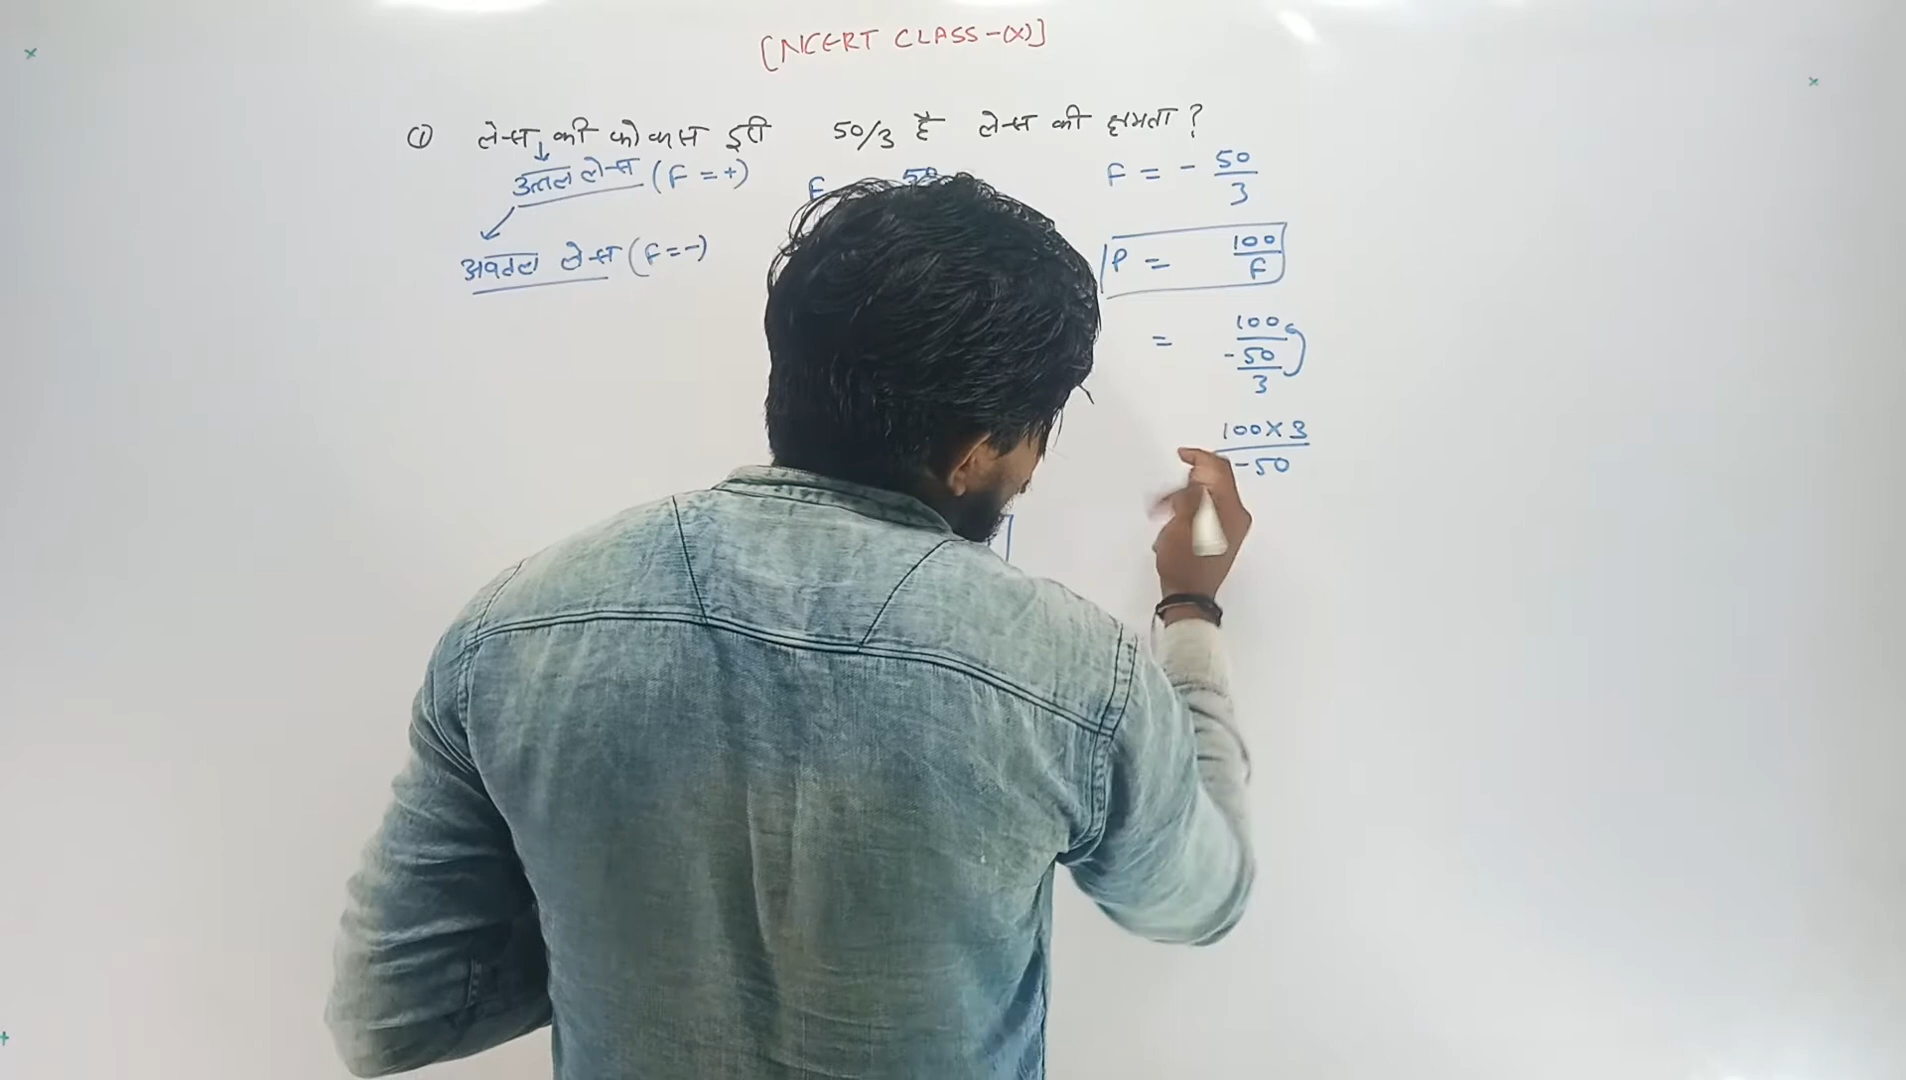 [NCERT CLASS-(X)]
① लेन्स की फोकस दूरी 50/3 है लेन्स की क्षमता?
उत्तल लेन्स (F = +)
अवतल लेन्स (F = -)
F 50
F = - 50/3
P = 100/F
= 100/-50/3
100 × 3/-50